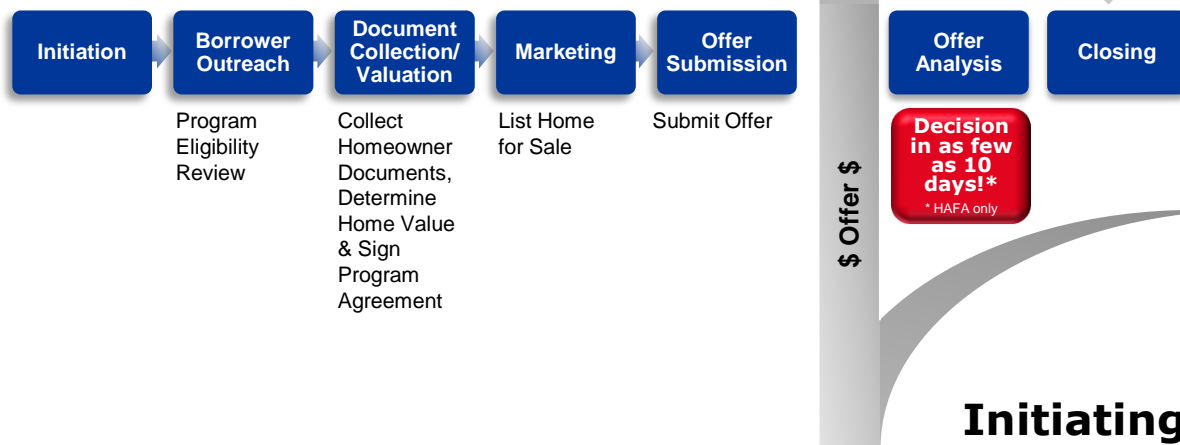 Initiation
Borrower
Outreach
Document
Collection/
Valuation
Marketing
Offer
Submission
Offer
Analysis
Closing
Program
Eligibility
Review
Collect
Homeowner
Documents,
Determine
Home Value
& Sign
Program
Agreement
List Home
for Sale
Submit Offer
$ Offer $
Decision
in as few
as 10
days!*
* HAFA only
Initiating